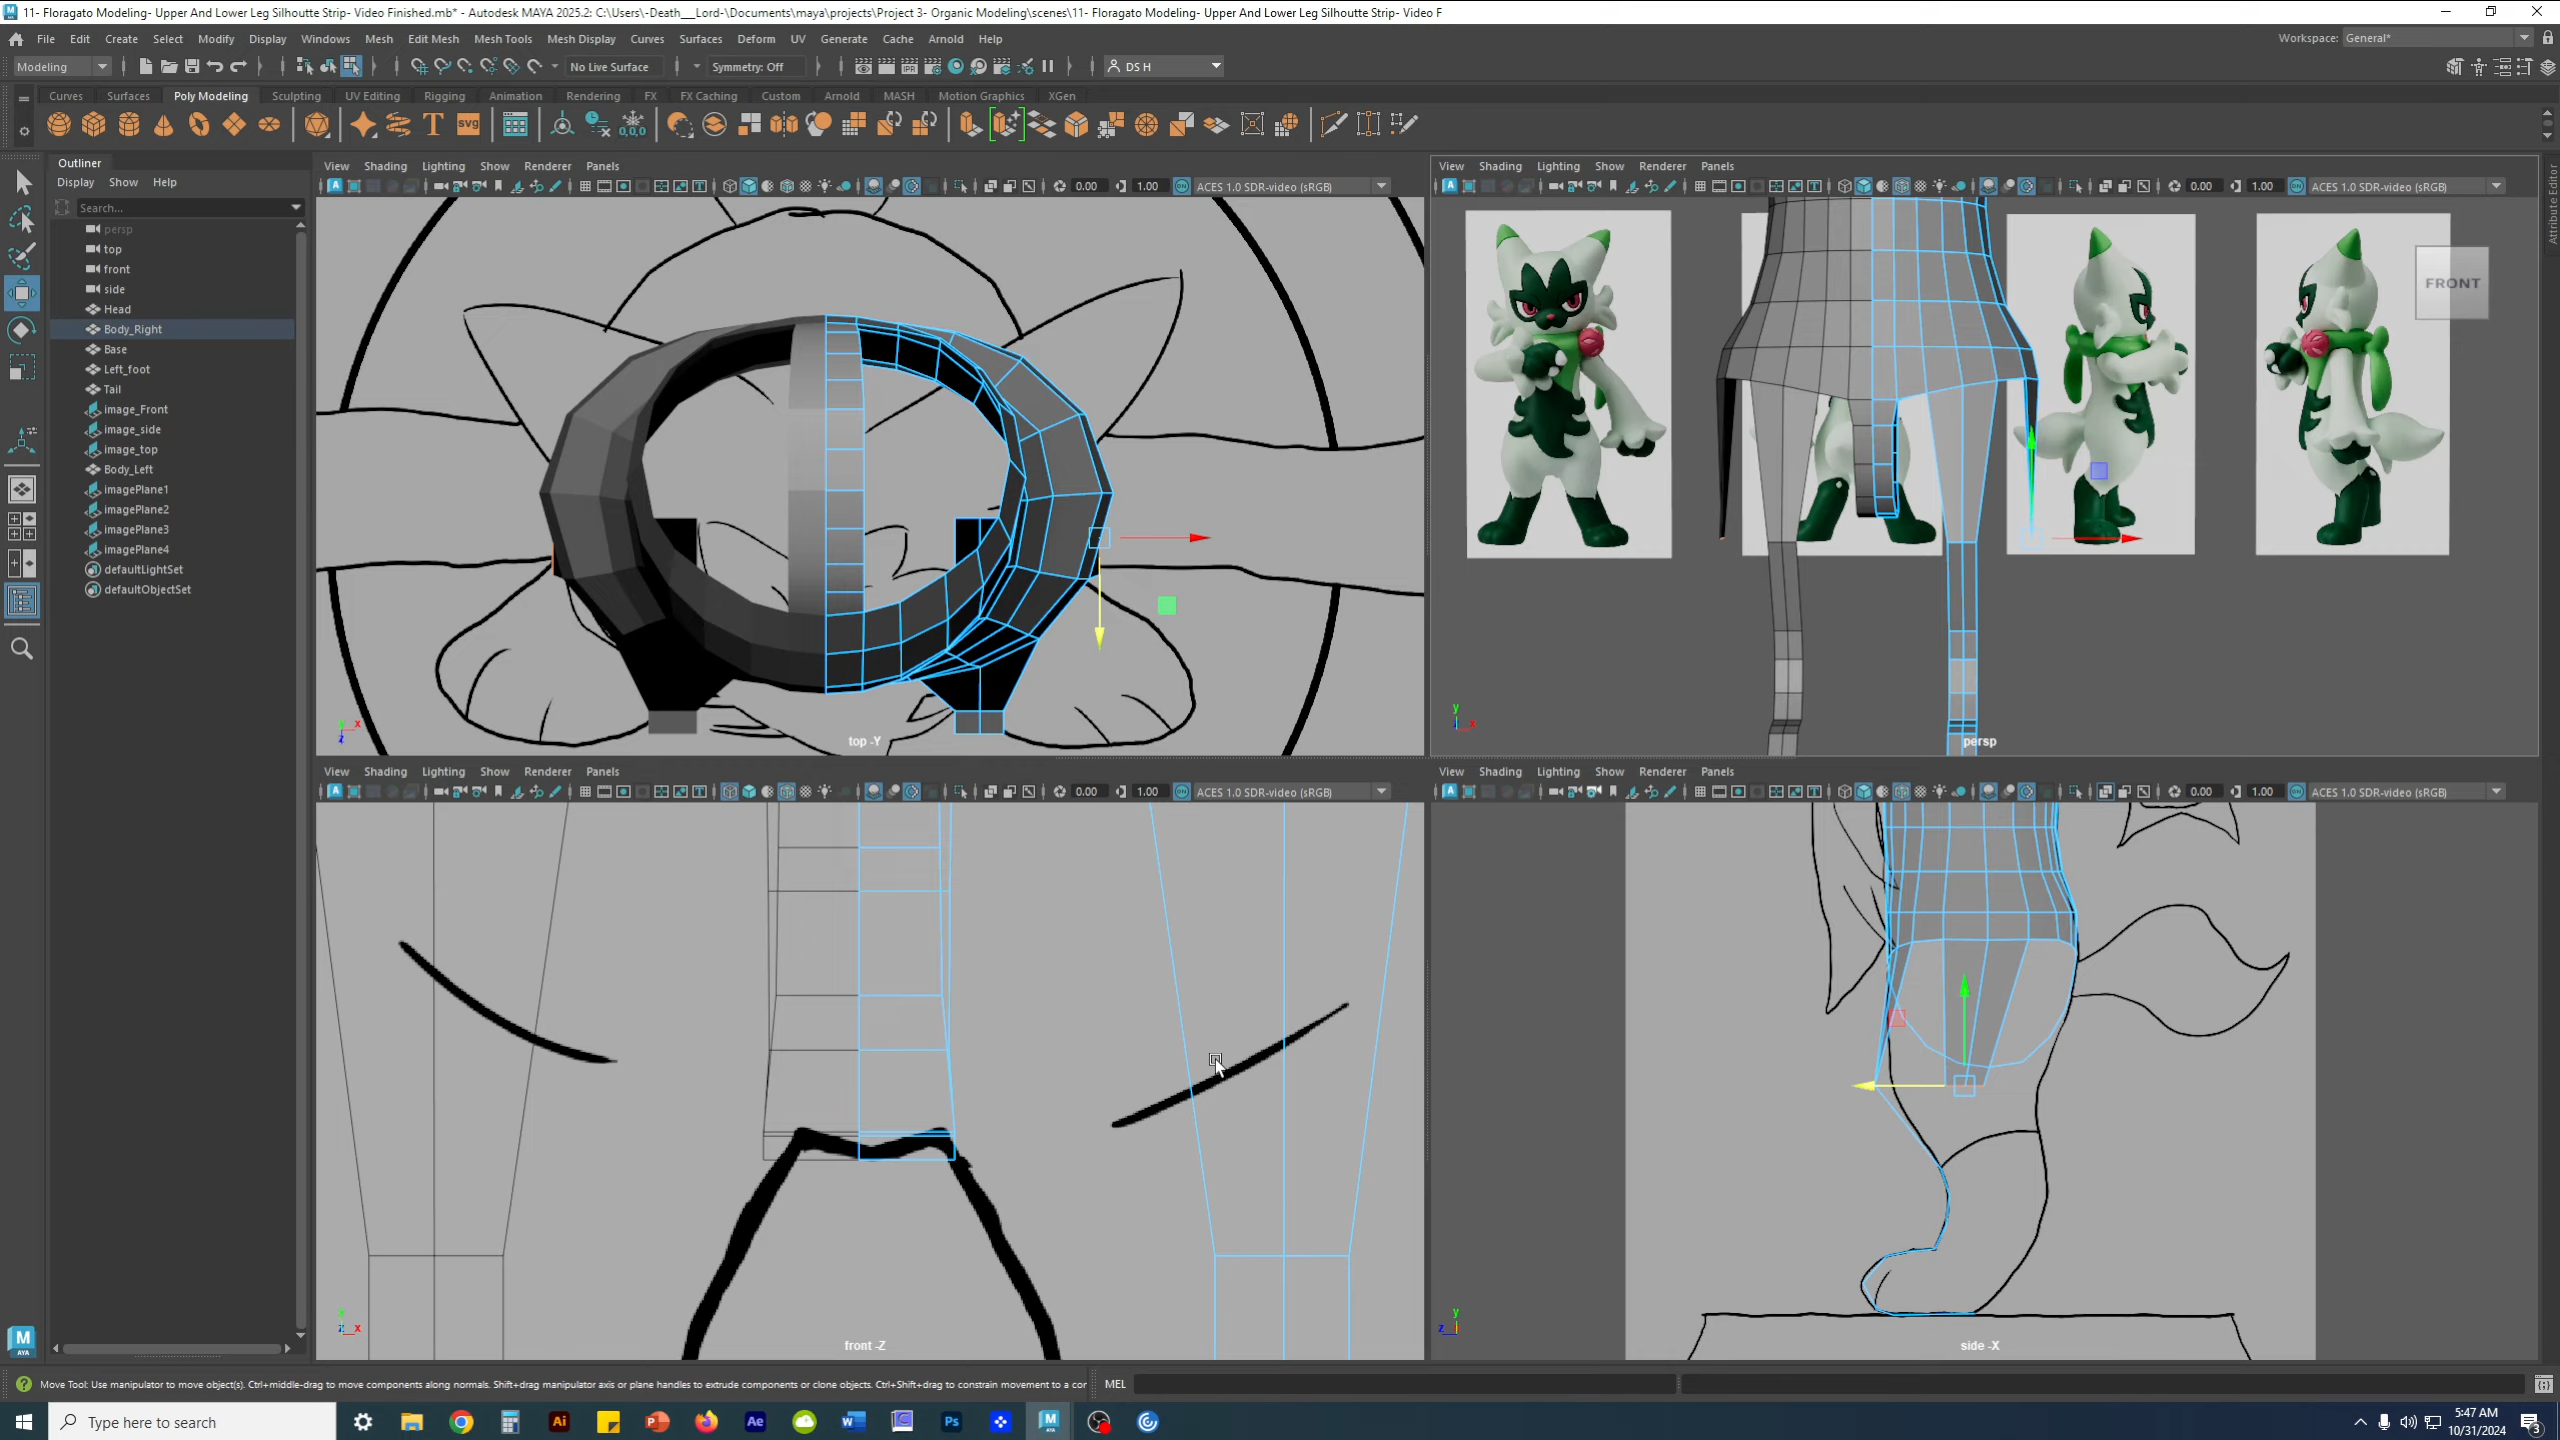 11- Floragato Modeling- Upper And Lower Leg Silhoutte Strip- Video Finished.mb* - Autodesk MAYA 2025.2: C:\Users\-Death__Lord-\Documents\maya\projects\Project 3- Organic Modeling\scenes\11- Floragato Modeling- Upper And Lower Leg Silhoutte Strip- Video F
File Edit Create Select Modify Display Windows Mesh Edit Mesh Mesh Tools Mesh Display Curves Surfaces Deform UV Generate Cache Arnold Help
Workspace: General*
Modeling No Live Surface Symmetry: Off IPR DS H
Curves Surfaces Poly Modeling Sculpting UV Editing Rigging Animation Rendering FX FX Caching Custom Arnold MASH Motion Graphics XGen
T svg 0,0,0
Outliner
Display Show Help
Search...
persp
top
front
side
Head
Body_Right
Base
Left_foot
Tail
image_Front
image_side
image_top
Body_Left
imagePlane1
imagePlane2
imagePlane3
imagePlane4
defaultLightSet
defaultObjectSet
View Shading Lighting Show Renderer Panels
0.00 1.00 ACES 1.0 SDR-video (sRGB)
top -Y
View Shading Lighting Show Renderer Panels
0.00 1.00 ACES 1.0 SDR-video (sRGB)
FRONT
persp
Attribute Editor
View Shading Lighting Show Renderer Panels
0.00 1.00 ACES 1.0 SDR-video (sRGB)
front -Z
View Shading Lighting Show Renderer Panels
0.00 1.00 ACES 1.0 SDR-video (sRGB)
side -X
Move Tool: Use manipulator to move object(s). Ctrl+middle-drag to move components along normals. Shift+drag manipulator axis or plane handles to extrude components or clone objects. Ctrl+Shift+drag to constrain movement to a cor
MEL
Type here to search
5:47 AM
10/31/2024